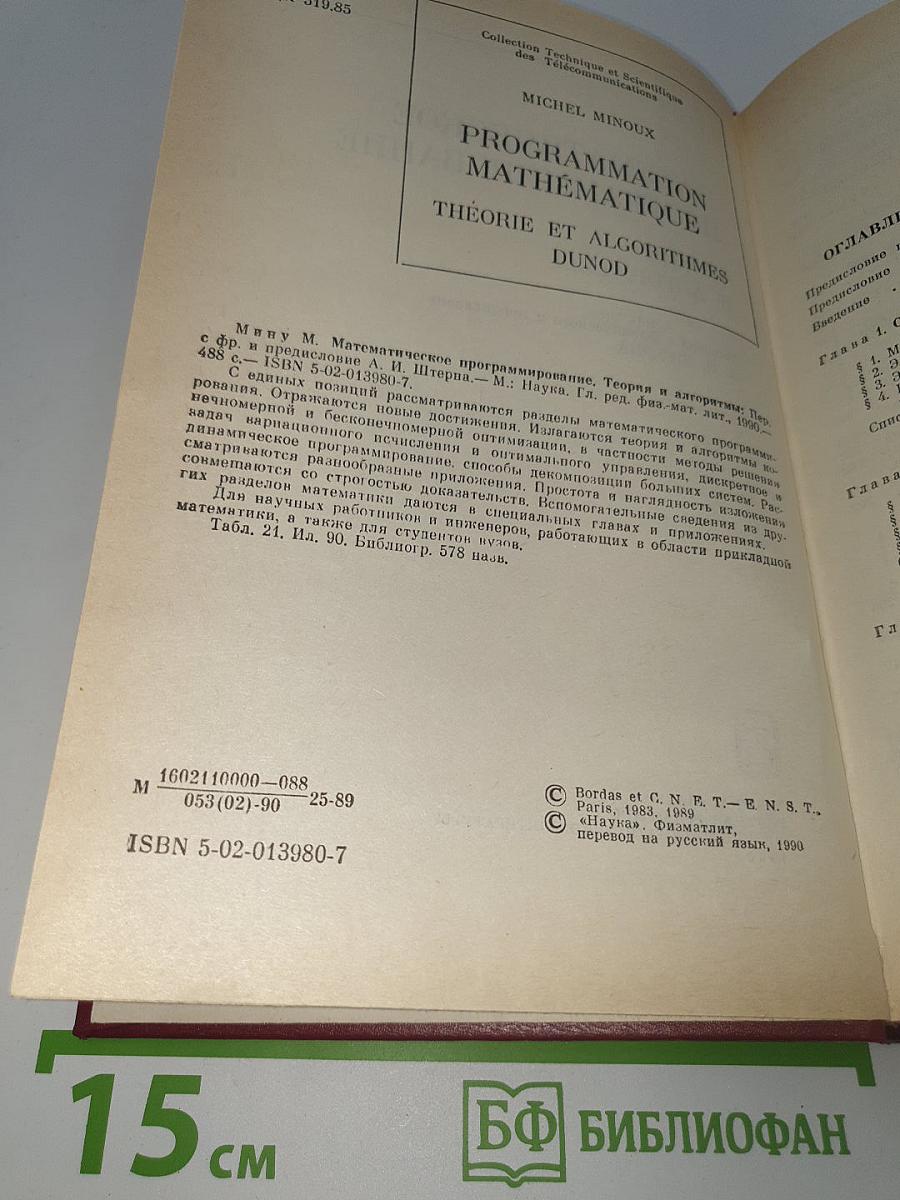 319.85
Collection Technique et Scientifique
des Télécommunications
MICHEL MINOUX
PROGRAMMATION
MATHÉMATIQUE
THÉORIE ET ALGORITHMES
DUNOD
Мину М. Математическое программирование. Теория и алгоритмы: Пер.
с фр. и предисловие А. И. Штерна.— М.: Наука. Гл. ред. физ.-мат. лит., 1990.—
488 с.— ISBN 5-02-013980-7.
С единых позиций рассматриваются разделы математического программи-
рования. Отражаются новые достижения. Излагаются теория и алгоритмы ко-
нечномерной и бесконечномерной оптимизации, в частности методы решения
задач вариационного исчисления и оптимального управления, дискретное и
динамическое программирование, способы декомпозиции больших систем. Рас-
сматриваются разнообразные приложения. Простота и наглядность изложения
совмещаются со строгостью доказательств. Вспомогательные сведения из дру-
гих разделов математики даются в специальных главах и приложениях.
Для научных работников и инженеров, работающих в области прикладной
математики, а также для студентов вузов.
Табл. 21. Ил. 90. Библиогр. 578 назв.
М 1602110000—088
053(02)-90 25-89
ISBN 5-02-013980-7
© Bordas et C. N. E. T.— E. N. S. T.,
Paris, 1983, 1989
© «Наука». Физматлит,
перевод на русский язык, 1990
ОГЛАВЛ
Предисловие
Предисловие
Введение
Глава 1. С
§ 1. М
§ 2. Э
§ 3. Э
§ 4.
Спис
Глава
§
§
Гл
15 см
БФ БИБЛИОФАН